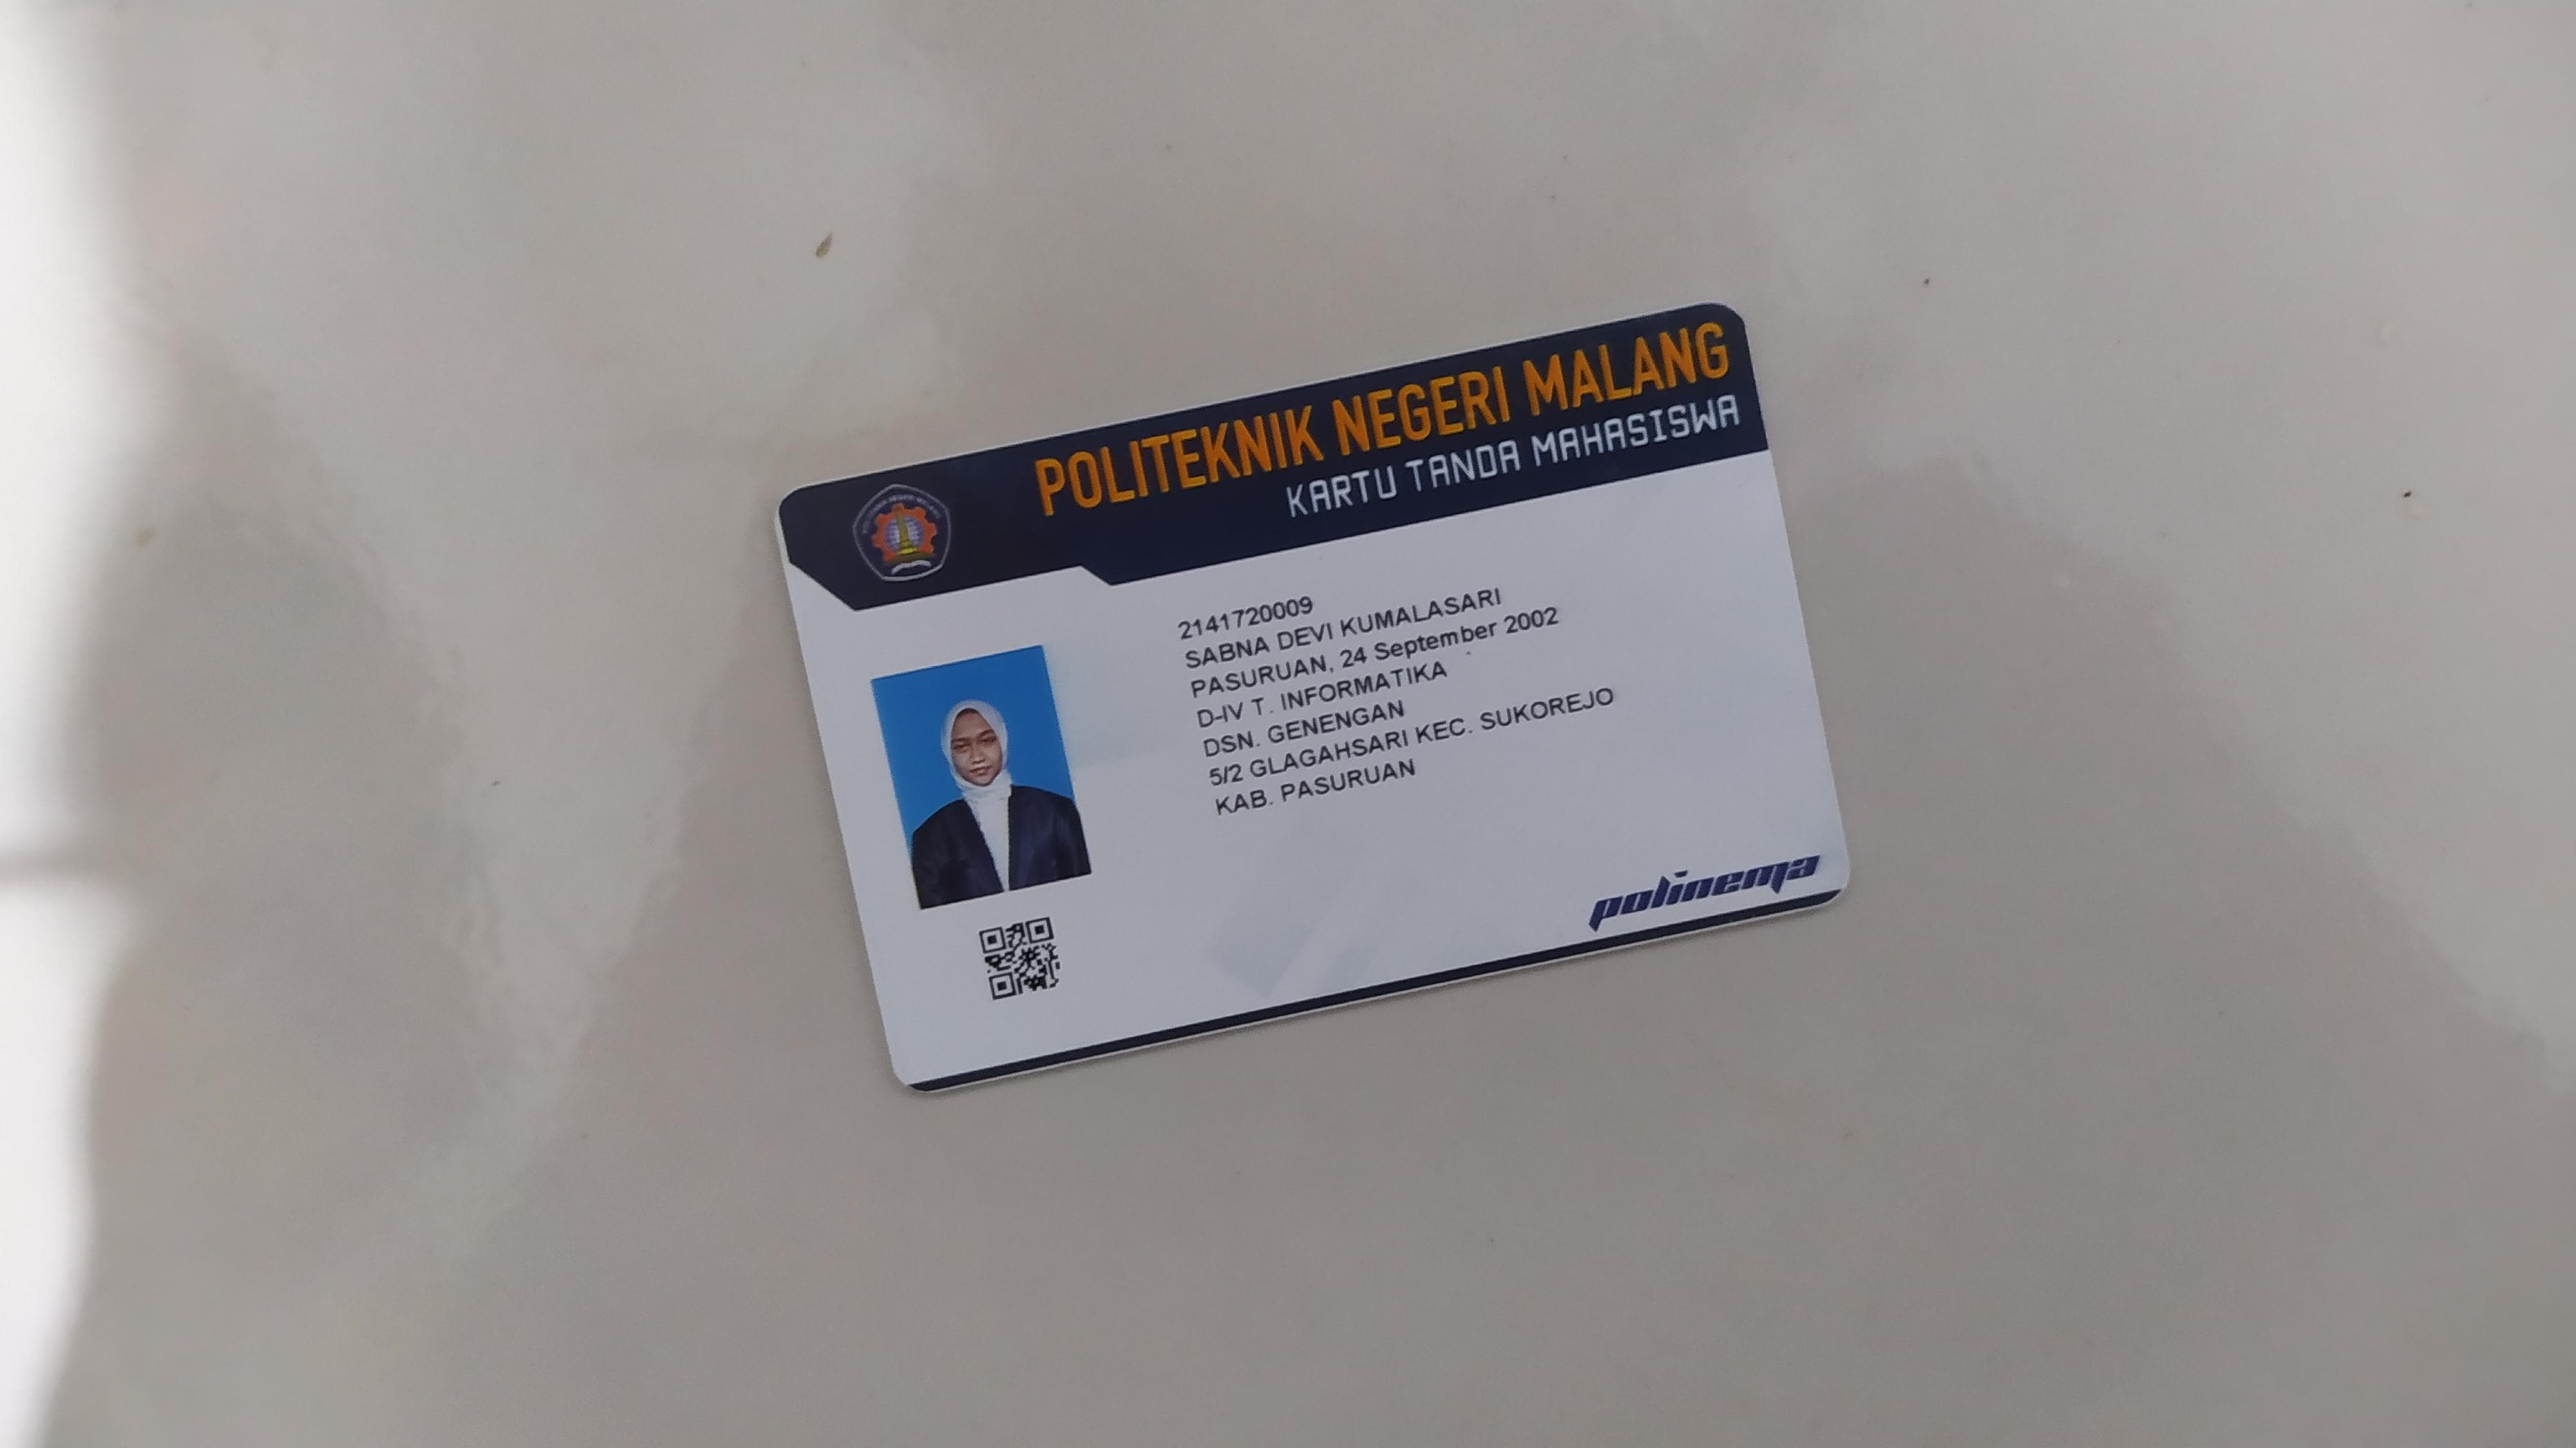 POLITEKNIK NEGERI MALANG
KARTU TANDA MAHASISWA
2141720009
SABNA DEVI KUMALASARI
PASURUAN, 24 September 2002
D-IV T. INFORMATIKA
DSN. GENENGAN
5/2 GLAGAHSARI KEC. SUKOREJO
KAB. PASURUAN
polinema